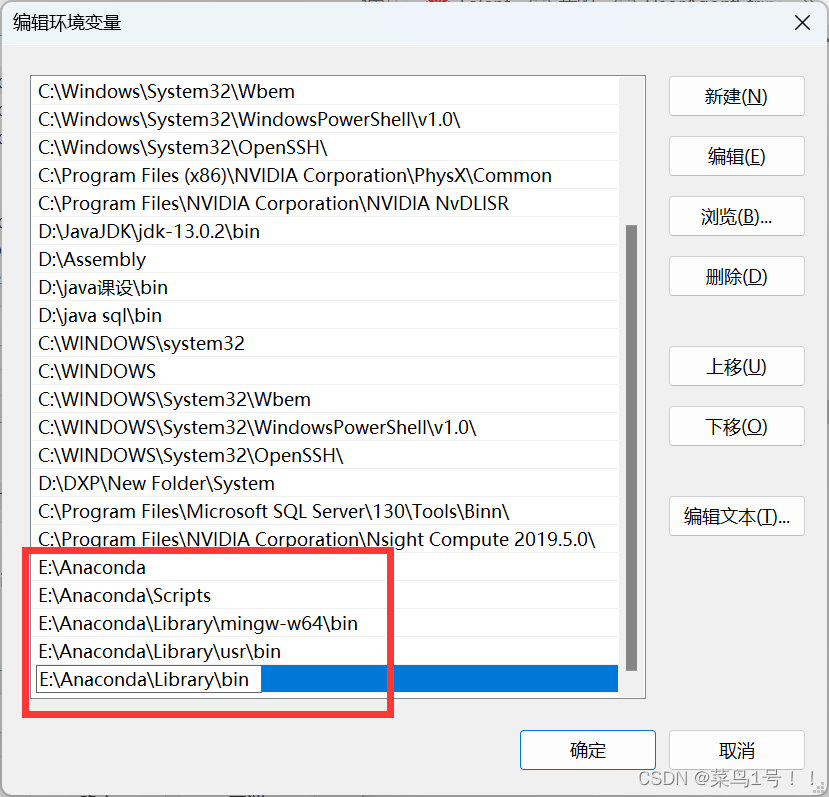 编辑环境变量
C:\Windows\System32\Wbem
C:\Windows\System32\WindowsPowerShell\v1.0\
C:\Windows\System32\OpenSSH\
C:\Program Files (x86)\NVIDIA Corporation\PhysX\Common
C:\Program Files\NVIDIA Corporation\NVIDIA NvDLISR
D:\JavaJDK\jdk-13.0.2\bin
D:\Assembly
D:\java课设\bin
D:\java sql\bin
C:\WINDOWS\system32
C:\WINDOWS
C:\WINDOWS\System32\Wbem
C:\WINDOWS\System32\WindowsPowerShell\v1.0\
C:\WINDOWS\System32\OpenSSH\
D:\DXP\New Folder\System
C:\Program Files\Microsoft SQL Server\130\Tools\Binn\
C:\Program Files\NVIDIA Corporation\Nsight Compute 2019.5.0\
E:\Anaconda
E:\Anaconda\Scripts
E:\Anaconda\Library\mingw-w64\bin
E:\Anaconda\Library\usr\bin
E:\Anaconda\Library\bin
新建(N)
编辑(E)
浏览(B)...
删除(D)
上移(U)
下移(O)
编辑文本(T)...
确定
取消
CSDN @菜鸟1号！！